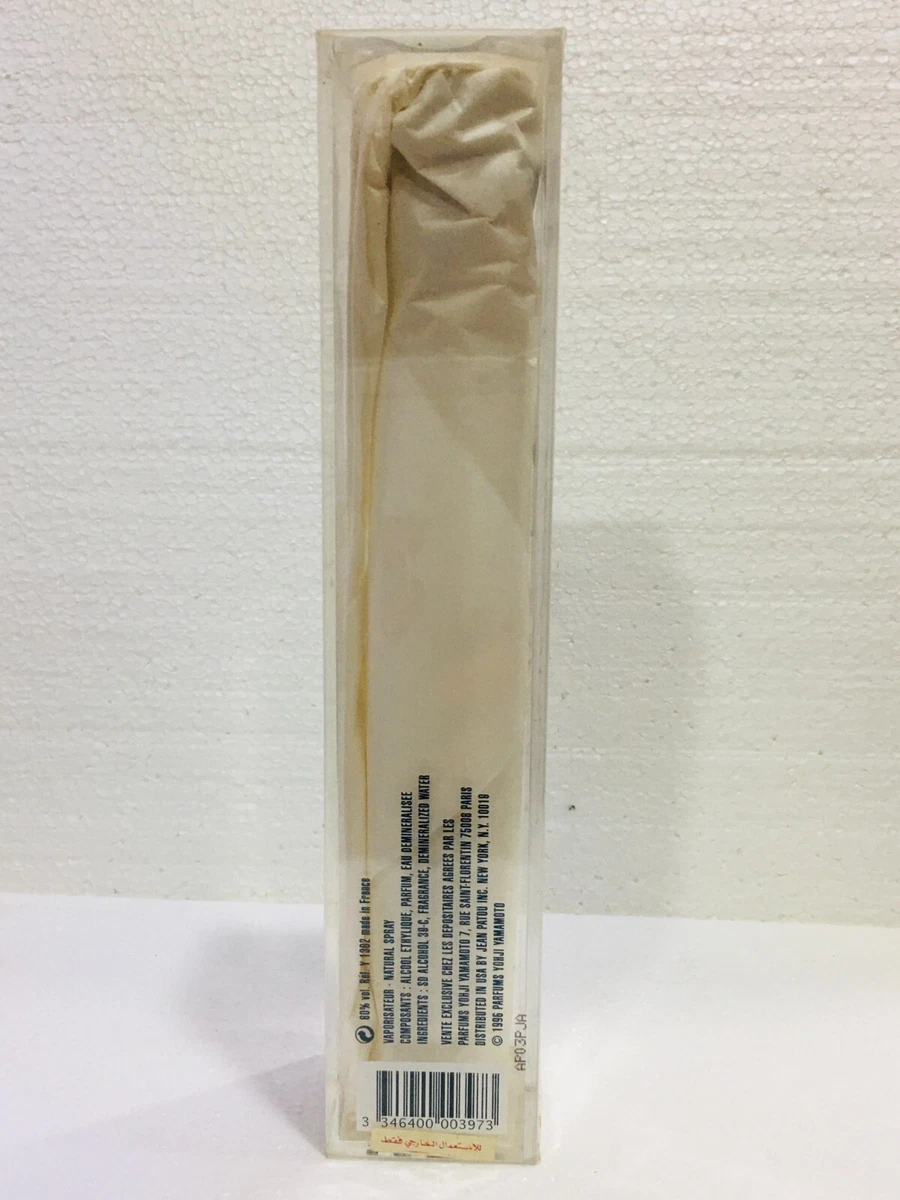 80% vol. Réf. Y 1302 made in France
VAPORISATEUR - NATURAL SPRAY
COMPOSANTS : ALCOOL ETHYLIQUE, PARFUM, EAU DEMINERALISEE
INGREDIENTS : SD ALCOHOL 39-C, FRAGRANCE, DEMINERALIZED WATER
VENTE EXCLUSIVE CHEZ LES DEPOSITAIRES AGREES PAR LES
PARFUMS YOHJI YAMAMOTO 7, RUE SAINT-FLORENTIN 75008 PARIS
DISTRIBUTED IN USA BY JEAN PATOU INC. NEW YORK, N.Y. 10019
© 1996 PARFUMS YOHJI YAMAMOTO
AP03PJA
3 346400 003973
للاستعمال الخارجي فقط